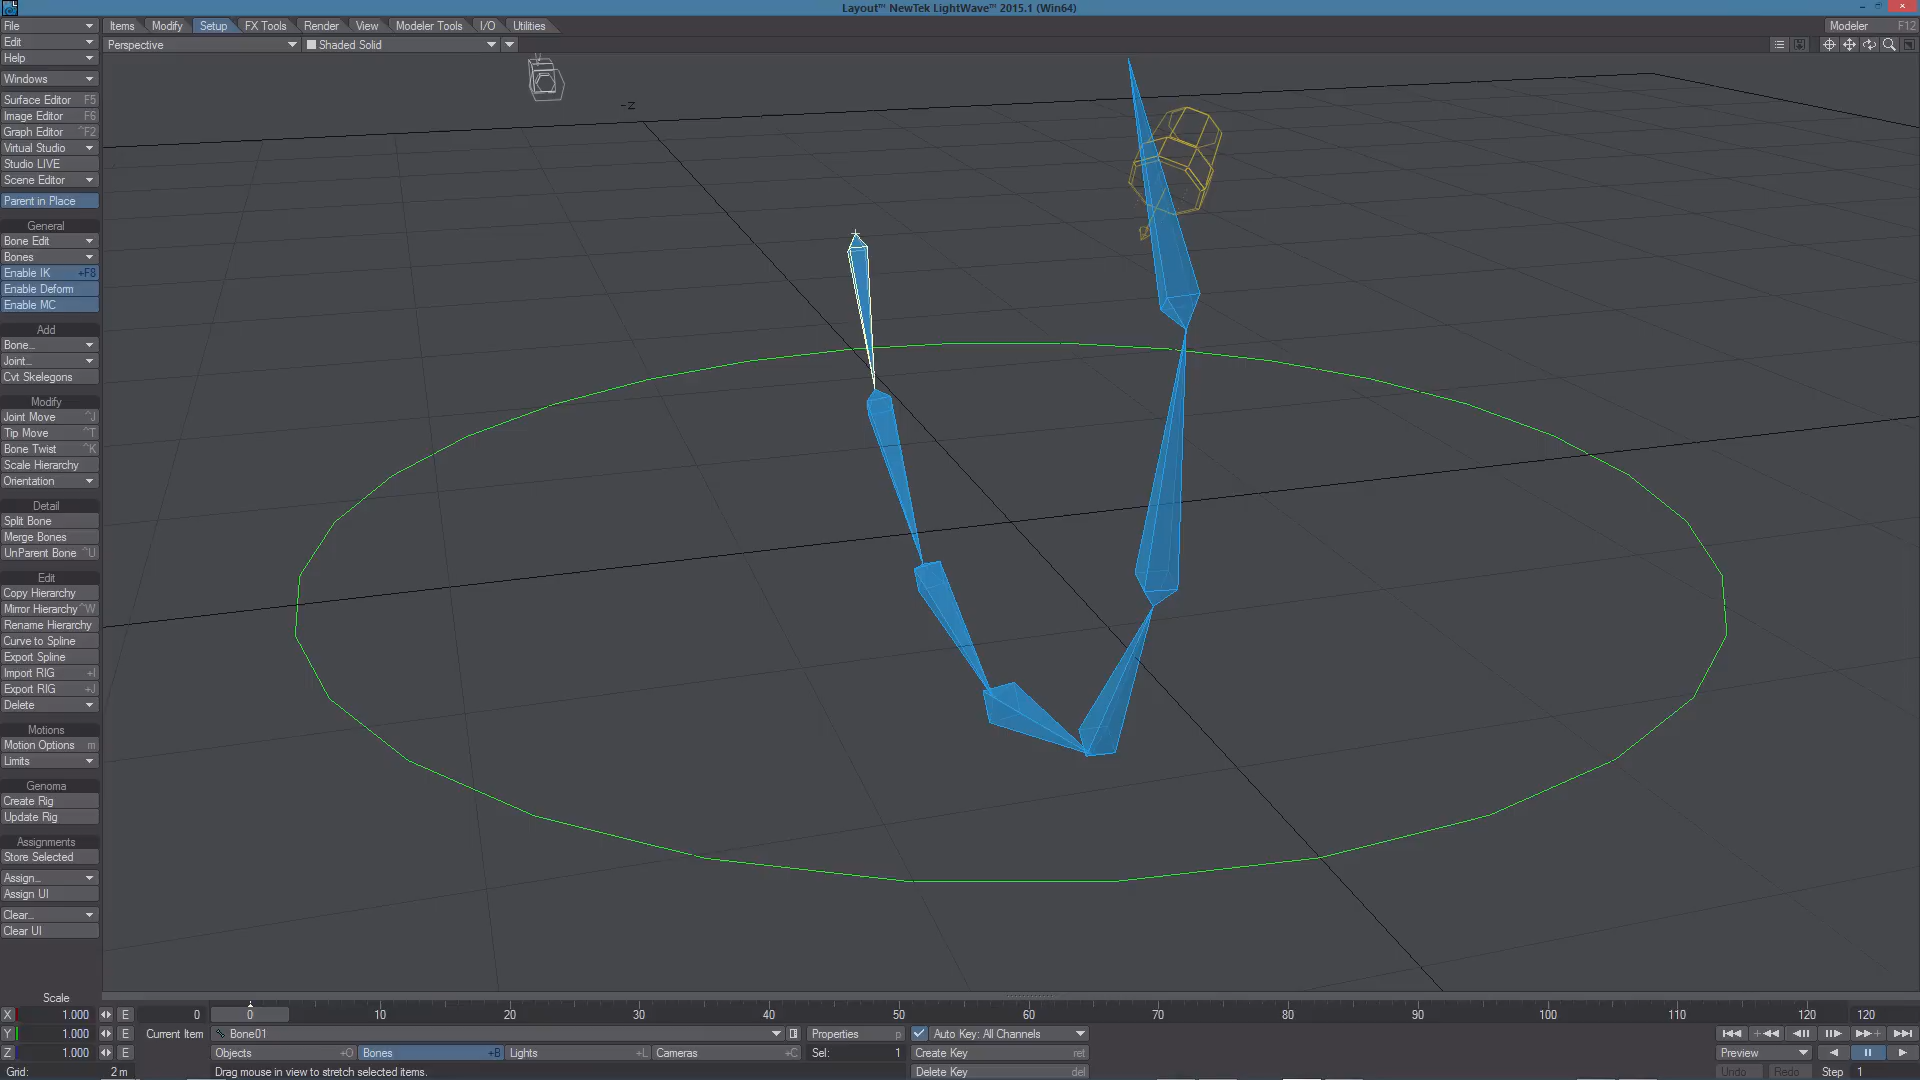 Layout™ NewTek LightWave™ 2015.1 (Win64)
File Items Modify Setup FX Tools Render View Modeler Tools I/O Utilities Modeler F12
Edit Perspective Shaded Solid
Help
Windows
-Z
Surface Editor F5
Image Editor F6
Graph Editor ^F2
Virtual Studio
Studio LIVE
Scene Editor
Parent in Place
General
Bone Edit
Bones
Enable IK +F8
Enable Deform
Enable MC
Add
Bone...
Joint...
Cvt Skelegons
Modify
Joint Move ^J
Tip Move ^T
Bone Twist ^K
Scale Hierarchy
Orientation
Detail
Split Bone
Merge Bones
UnParent Bone ^U
Edit
Copy Hierarchy
Mirror Hierarchy ^W
Rename Hierarchy
Curve to Spline
Export Spline
Import RIG +I
Export RIG +J
Delete
Motions
Motion Options m
Limits
Genoma
Create Rig
Update Rig
Assignments
Store Selected
Assign...
Assign UI
Clear...
Clear UI
Scale
X 1.000 E 0 0 10 20 30 40 50 60 70 80 90 100 110 120 120
Y 1.000 E Current Item Bone01 Properties p Auto Key: All Channels
Z 1.000 E Objects +O Bones +B Lights +L Cameras +C Sel: 1 Create Key ret Preview
Grid: 2 m Drag mouse in view to stretch selected items. Delete Key del Undo Redo Step 1